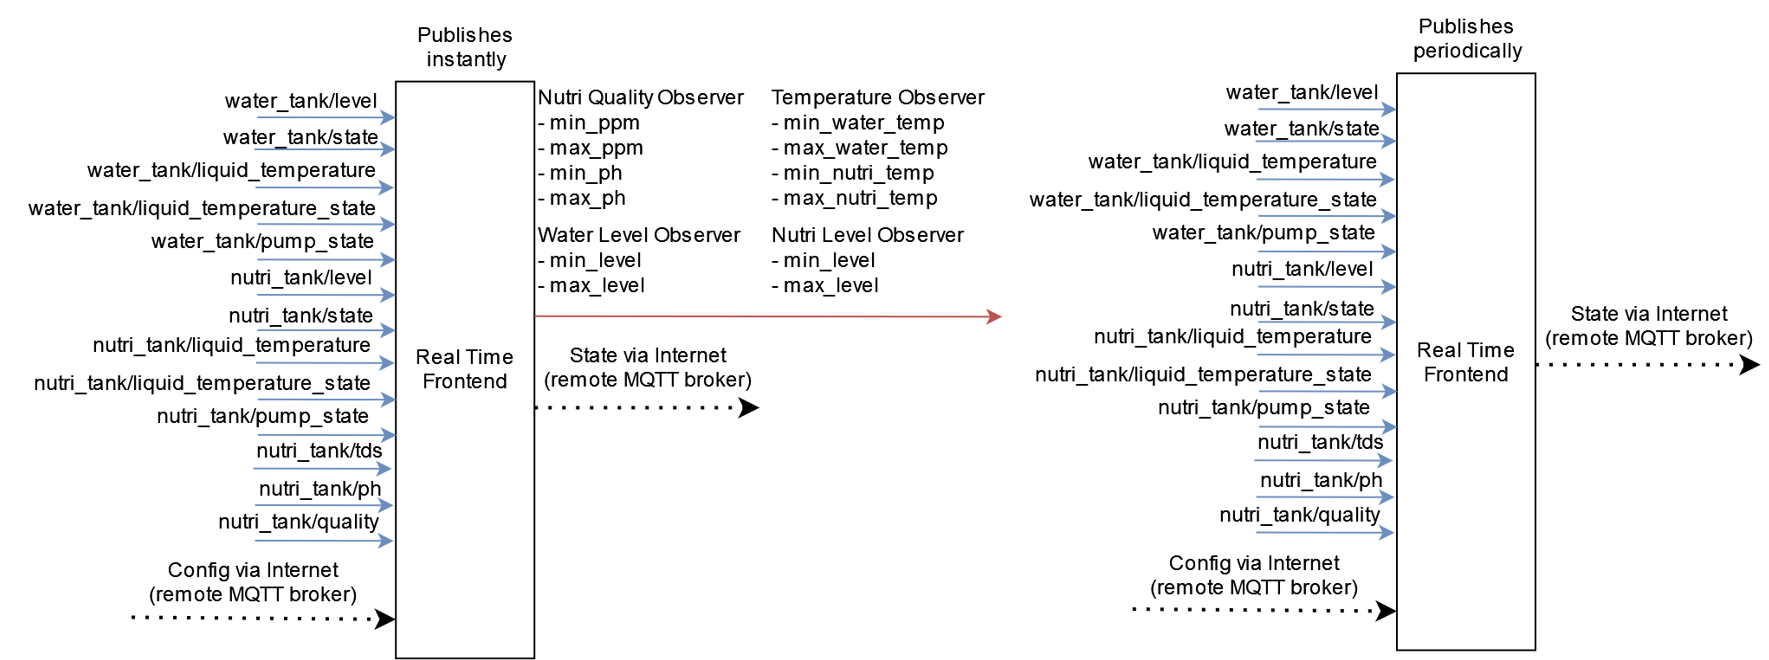 Publishes
instantly
water_tank/level
water_tank/state
water_tank/liquid_temperature
water_tank/liquid_temperature_state
water_tank/pump_state
nutri_tank/level
nutri_tank/state
nutri_tank/liquid_temperature
nutri_tank/liquid_temperature_state
nutri_tank/pump_state
nutri_tank/tds
nutri_tank/ph
nutri_tank/quality
Config via Internet
(remote MQTT broker)
Real Time
Frontend
Nutri Quality Observer
- min_ppm
- max_ppm
- min_ph
- max_ph
Temperature Observer
- min_water_temp
- max_water_temp
- min_nutri_temp
- max_nutri_temp
Water Level Observer
- min_level
- max_level
Nutri Level Observer
- min_level
- max_level
State via Internet
(remote MQTT broker)
Publishes
periodically
water_tank/level
water_tank/state
water_tank/liquid_temperature
water_tank/liquid_temperature_state
water_tank/pump_state
nutri_tank/level
nutri_tank/state
nutri_tank/liquid_temperature
nutri_tank/liquid_temperature_state
nutri_tank/pump_state
nutri_tank/tds
nutri_tank/ph
nutri_tank/quality
Config via Internet
(remote MQTT broker)
Real Time
Frontend
State via Internet
(remote MQTT broker)